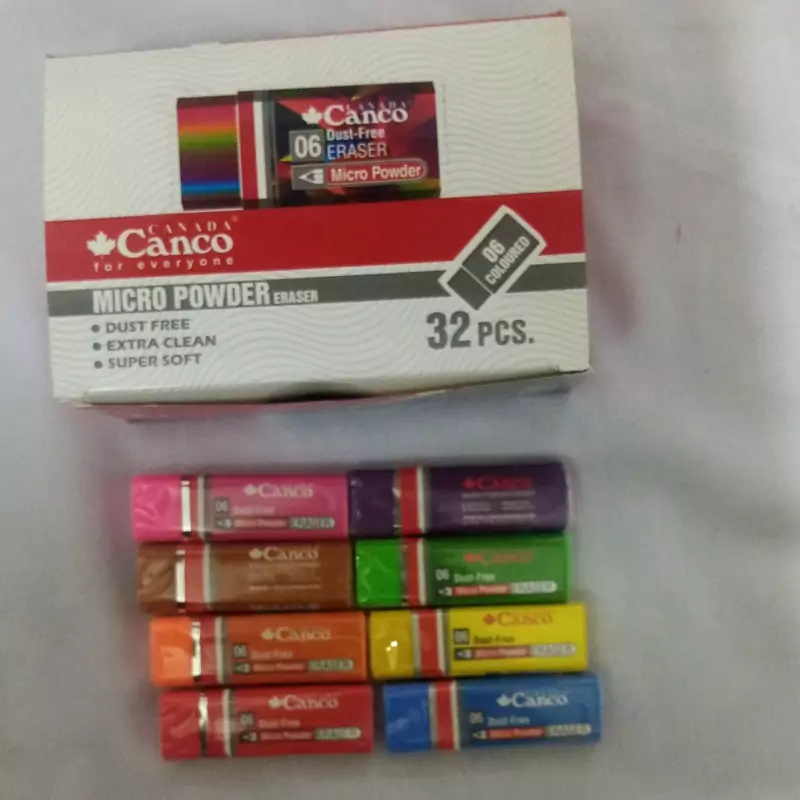 CANADA
Canco
06 Dust-Free
ERASER
Micro Powder
CANADA
Canco
for everyone
06
COLOURED
MICRO POWDER ERASER
DUST FREE
EXTRA CLEAN
SUPER SOFT
32 PCS.
Canco
06 Dust-Free
Micro Powder ERASER
Canco
Canco
Canco
06 Dust-Free
Micro Powder ERASER
Canco
06 Dust-Free
Micro Powder ERASER
Canco
06 Dust-Free
Micro Powder ERASER
Canco
06 Dust-Free
Micro Powder ERASER
Canco
06 Dust-Free
Micro Powder ERASER